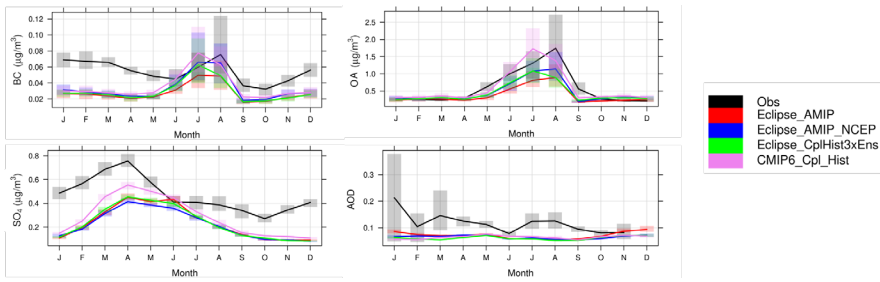 BC (µg/m³)
0.12
0.10
0.08
0.06
0.04
0.02
J F M A M J J A S O N D
Month
OA (µg/m³)
2.5
2.0
1.5
1.0
0.5
J F M A M J J A S O N D
Month
Obs
Eclipse_AMIP
Eclipse_AMIP_NCEP
Eclipse_CplHist3xEns
CMIP6_Cpl_Hist
SO₄ (µg/m³)
0.8
0.6
0.4
0.2
J F M A M J J A S O N D
Month
AOD
0.3
0.2
0.1
J F M A M J J A S O N D
Month